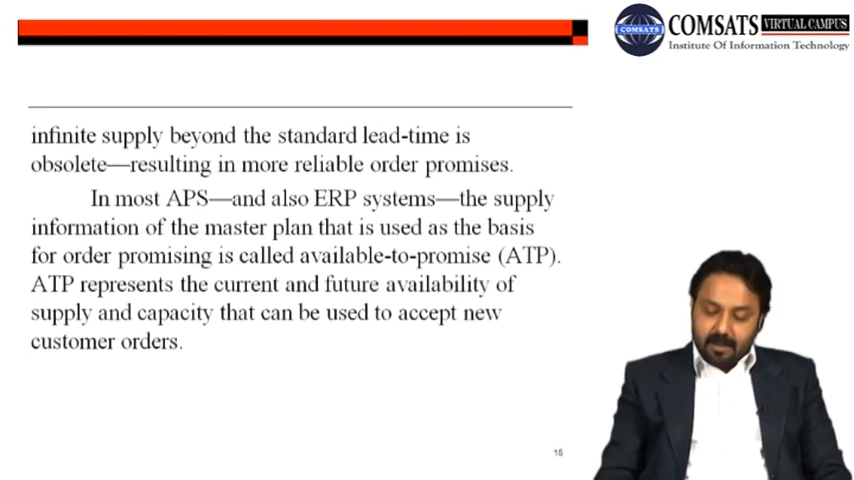 COMSATS VIRTUAL CAMPUS
COMSATS
Institute Of Information Technology
infinite supply beyond the standard lead-time is
obsolete—resulting in more reliable order promises.
In most APS—and also ERP systems—the supply
information of the master plan that is used as the basis
for order promising is called available-to-promise (ATP).
ATP represents the current and future availability of
supply and capacity that can be used to accept new
customer orders.
16